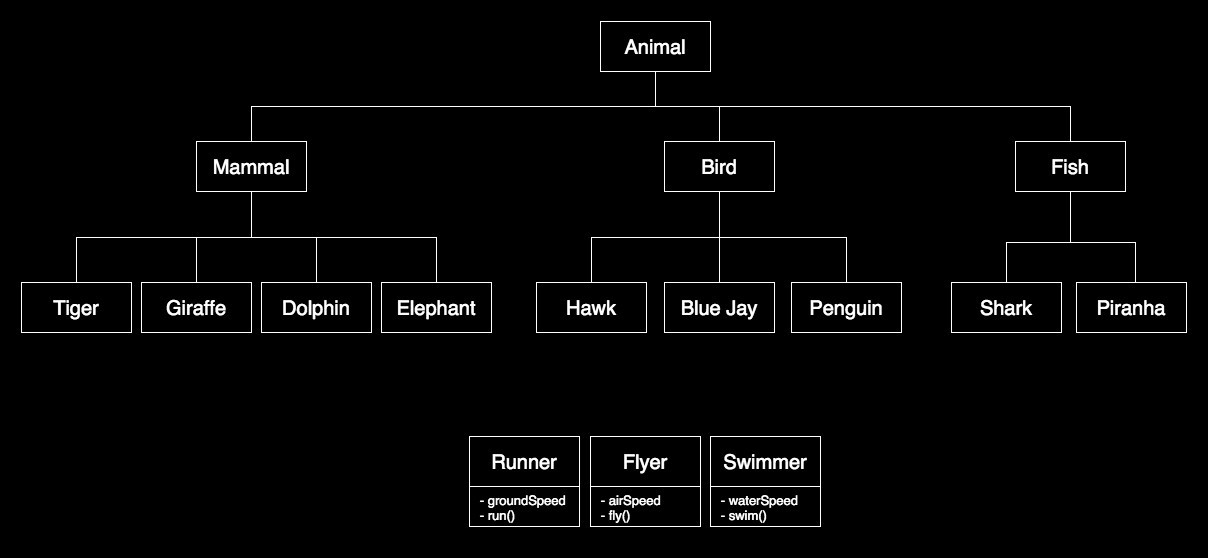 Animal
Mammal
Bird
Fish
Tiger
Giraffe
Dolphin
Elephant
Hawk
Blue Jay
Penguin
Shark
Piranha
Runner
- groundSpeed
- run()
Flyer
- airSpeed
- fly()
Swimmer
- waterSpeed
- swim()